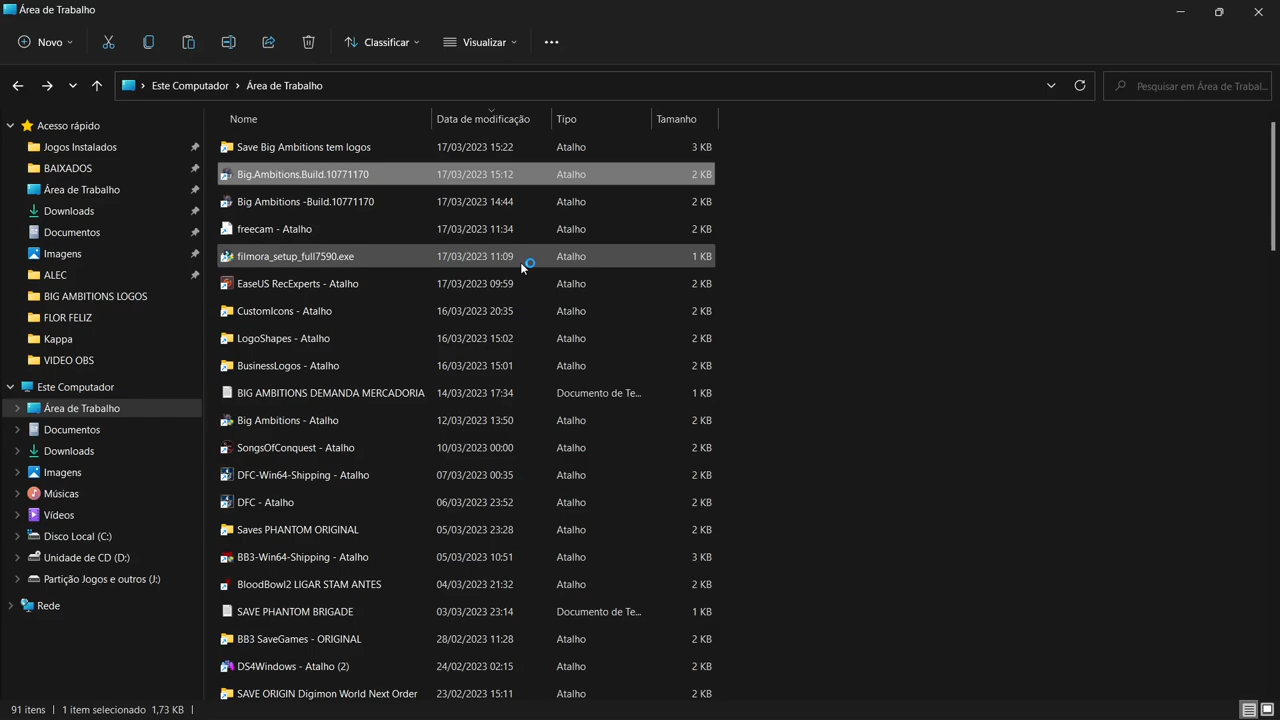 Área de Trabalho
Novo
Classificar
Visualizar
Este Computador
Área de Trabalho
Pesquisar em Área de Trabal...
Acesso rápido
Jogos Instalados
BAIXADOS
Área de Trabalho
Downloads
Documentos
Imagens
ALEC
BIG AMBITIONS LOGOS
FLOR FELIZ
Kappa
VIDEO OBS
Este Computador
Área de Trabalho
Documentos
Downloads
Imagens
Músicas
Vídeos
Disco Local (C:)
Unidade de CD (D:)
Partição Jogos e outros (J:)
Rede
Nome Data de modificação Tipo Tamanho
Save Big Ambitions tem logos 17/03/2023 15:22 Atalho 3 KB
Big.Ambitions.Build.10771170 17/03/2023 15:12 Atalho 2 KB
Big Ambitions -Build.10771170 17/03/2023 14:44 Atalho 2 KB
freecam - Atalho 17/03/2023 11:34 Atalho 2 KB
filmora_setup_full7590.exe 17/03/2023 11:09 Atalho 1 KB
EaseUS RecExperts - Atalho 17/03/2023 09:59 Atalho 2 KB
CustomIcons - Atalho 16/03/2023 20:35 Atalho 2 KB
LogoShapes - Atalho 16/03/2023 15:02 Atalho 2 KB
BusinessLogos - Atalho 16/03/2023 15:01 Atalho 2 KB
BIG AMBITIONS DEMANDA MERCADORIA 14/03/2023 17:34 Documento de Te... 1 KB
Big Ambitions - Atalho 12/03/2023 13:50 Atalho 2 KB
SongsOfConquest - Atalho 10/03/2023 00:00 Atalho 2 KB
DFC-Win64-Shipping - Atalho 07/03/2023 00:35 Atalho 2 KB
DFC - Atalho 06/03/2023 23:52 Atalho 2 KB
Saves PHANTOM ORIGINAL 05/03/2023 23:28 Atalho 2 KB
BB3-Win64-Shipping - Atalho 05/03/2023 10:51 Atalho 3 KB
BloodBowl2 LIGAR STAM ANTES 04/03/2023 21:32 Atalho 2 KB
SAVE PHANTOM BRIGADE 03/03/2023 23:14 Documento de Te... 1 KB
BB3 SaveGames - ORIGINAL 28/02/2023 11:28 Atalho 2 KB
DS4Windows - Atalho (2) 24/02/2023 02:15 Atalho 2 KB
SAVE ORIGIN Digimon World Next Order 23/02/2023 15:11 Atalho 2 KB
91 itens 1 item selecionado 1,73 KB